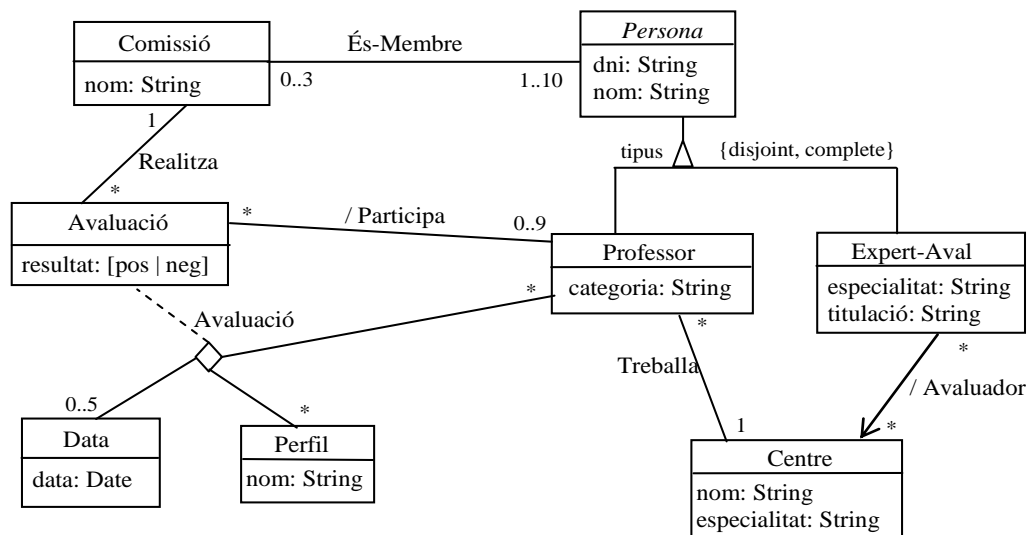 Comissió
nom: String
És-Membre
0..3
1..10
Persona
dni: String
nom: String
1
Realitza
*
tipus
{disjoint, complete}
Avaluació
resultat: [pos | neg]
*
/ Participa
0..9
Professor
categoria: String
Expert-Aval
especialitat: String
titulació: String
*
Avaluació
*
*
Treballa
/ Avaluador
0..5
*
1
*
Data
data: Date
Perfil
nom: String
Centre
nom: String
especialitat: String